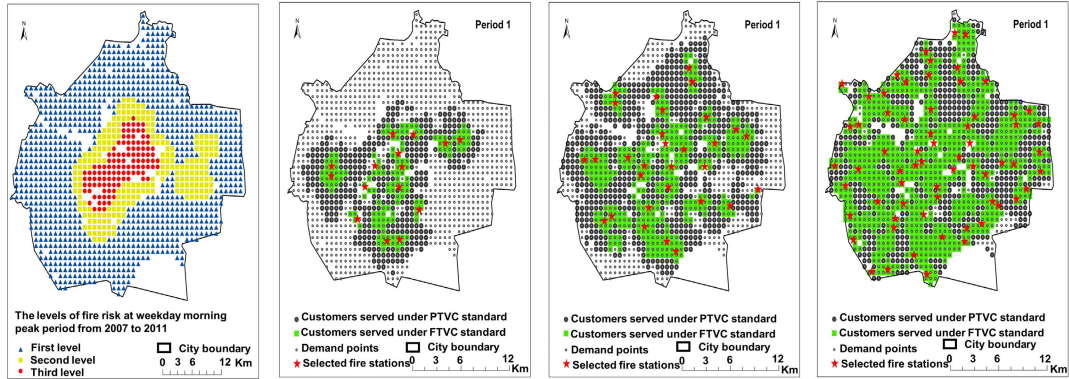 N
The levels of fire risk at weekday morning
peak period from 2007 to 2011
First level
Second level
Third level
City boundary
0 3 6 12 Km
N
Period 1
Customers served under PTVC standard
Customers served under FTVC standard
Demand points
City boundary
Selected fire stations
0 3 6 12
Km
N
Period 1
Customers served under PTVC standard
Customers served under FTVC standard
Demand points
City boundary
Selected fire stations
0 3 6 12
Km
N
Period 1
Customers served under PTVC standard
Customers served under FTVC standard
Demand points
City boundary
Selected fire stations
0 3 6 12
Km